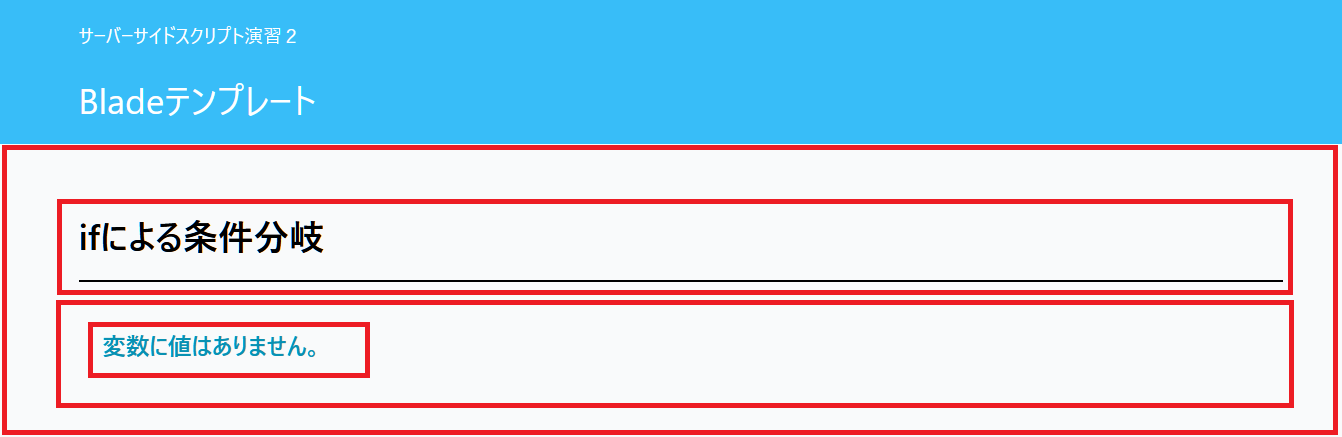 サーバーサイドスクリプト演習２
Bladeテンプレート
ifによる条件分岐
変数に値はありません。